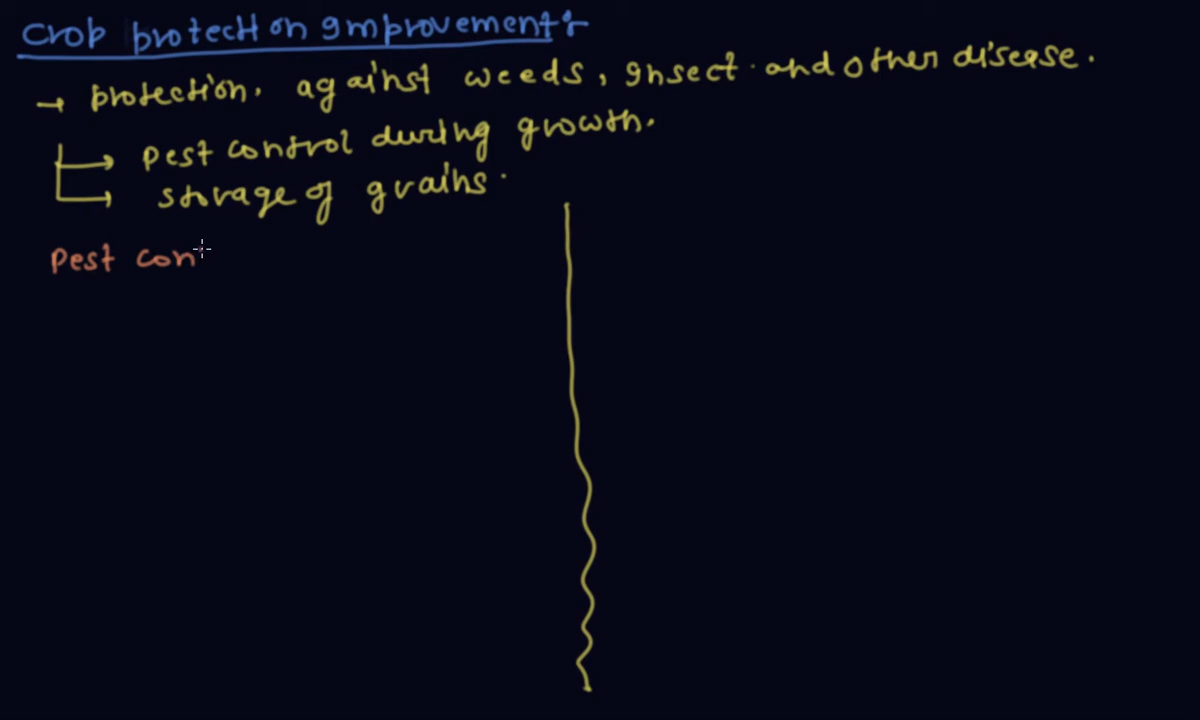 Crop protection Improvement :-
→ protection. against weeds, Insect. and other disease.
→ pest control during growth.
→ storage of grains.
Pest con